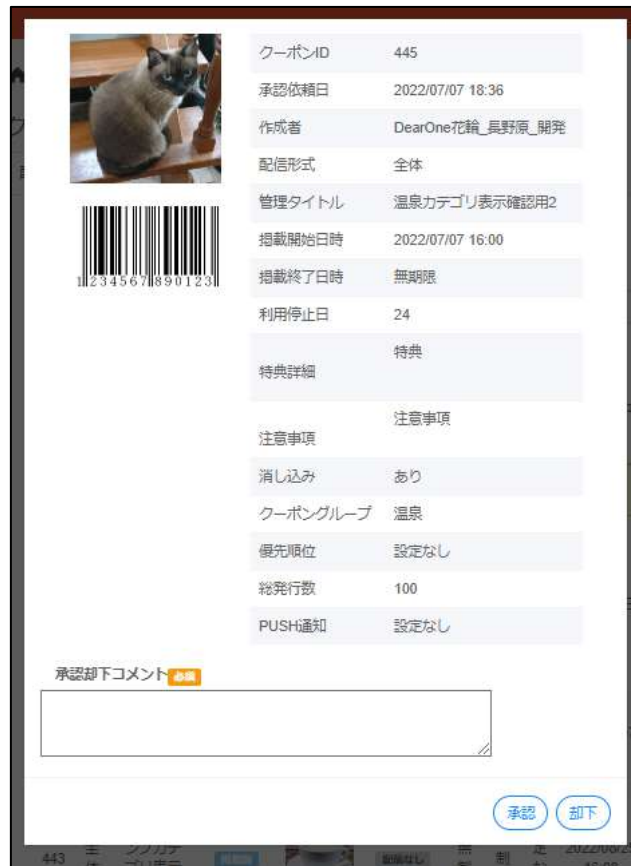 クーポンID 445
承認依頼日 2022/07/07 18:36
作成者 DearOne花輪_長野原_開発
配信形式 全体
管理タイトル 温泉カテゴリ表示確認用2
掲載開始日時 2022/07/07 16:00
掲載終了日時 無期限
利用停止日 24
特典詳細 特典
注意事項 注意事項
消し込み あり
クーポングループ 温泉
優先順位 設定なし
総発行数 100
PUSH通知 設定なし
1 234567 890123
承認却下コメント 必須
承認 却下
443